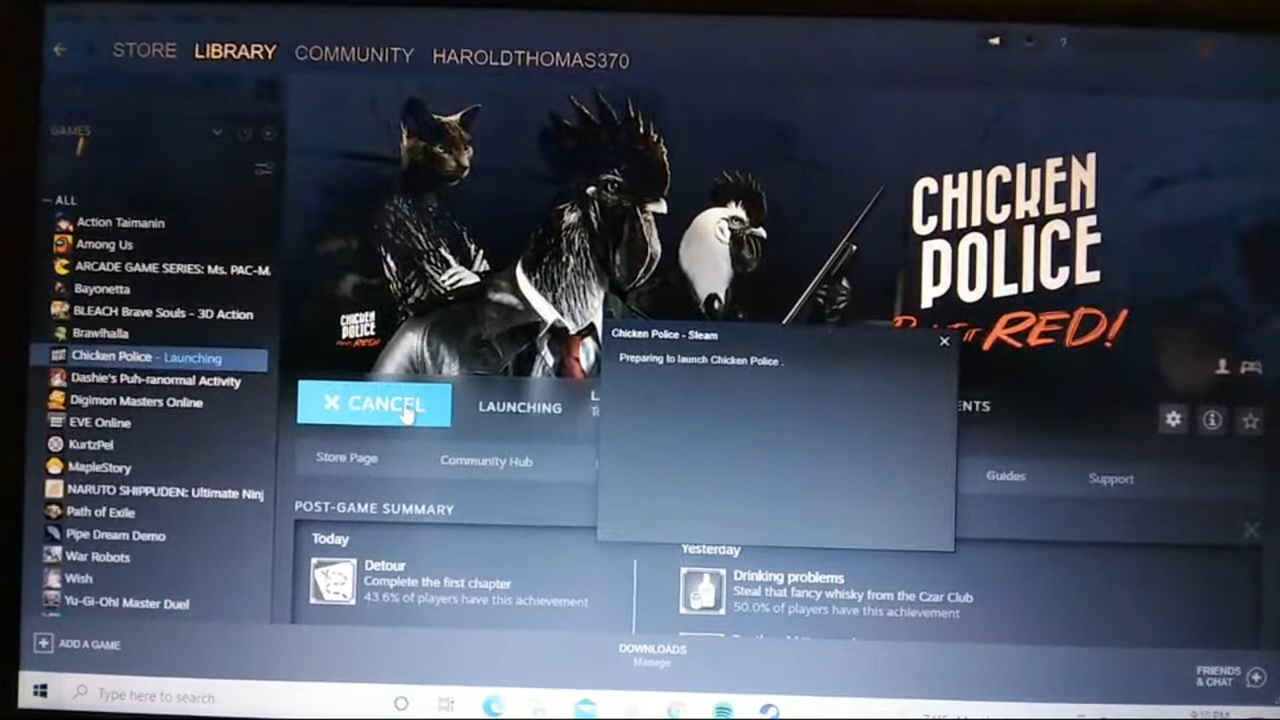 STORE LIBRARY COMMUNITY HAROLDTHOMAS370
?
GAMES
ALL
Action Taimanin
Among Us
ARCADE GAME SERIES: Ms. PAC-M
Bayonetta
BLEACH Brave Souls - 3D Action
Brawlhalla
Chicken Police - Launching
Dashie's Puh-ranormal Activity
Digimon Masters Online
EVE Online
KurtzPel
MapleStory
NARUTO SHIPPUDEN: Ultimate Ninj
Path of Exile
Pipe Dream Demo
War Robots
Wish
Yu-Gi-Oh! Master Duel
ADD A GAME
CHICKEN
POLICE
RED!
CHICKEN
POLICE
Chicken Police - Steam
Preparing to launch Chicken Police .
X CANCEL
LAUNCHING
ENTS
Store Page
Community Hub
Guides
Support
POST-GAME SUMMARY
Today
Detour
Complete the first chapter
43.6% of players have this achievement
Yesterday
Drinking problems
Steal that fancy whisky from the Czar Club
50.0% of players have this achievement
DOWNLOADS
Manage
FRIENDS
& CHAT
Type here to search
9:10 PM